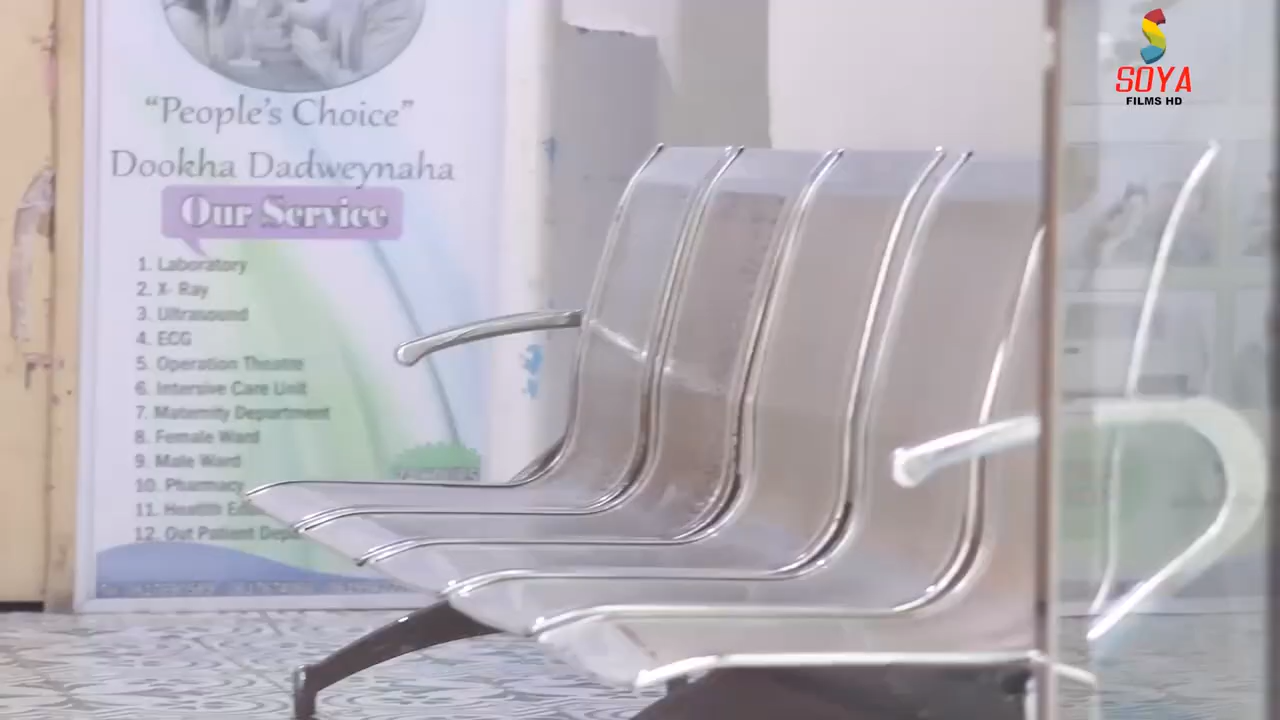 SOYA
FILMS HD
“People’s Choice”
Dookha Dadweynaha
Our Service
1. Laboratory
2. X- Ray
3. Ultrasound
4. ECG
5. Operation Theatre
6. Intensive Care Unit
7. Maternity Department
8. Female Ward
9. Male Ward
10. Pharmacy
11. Health
12. Out Patient